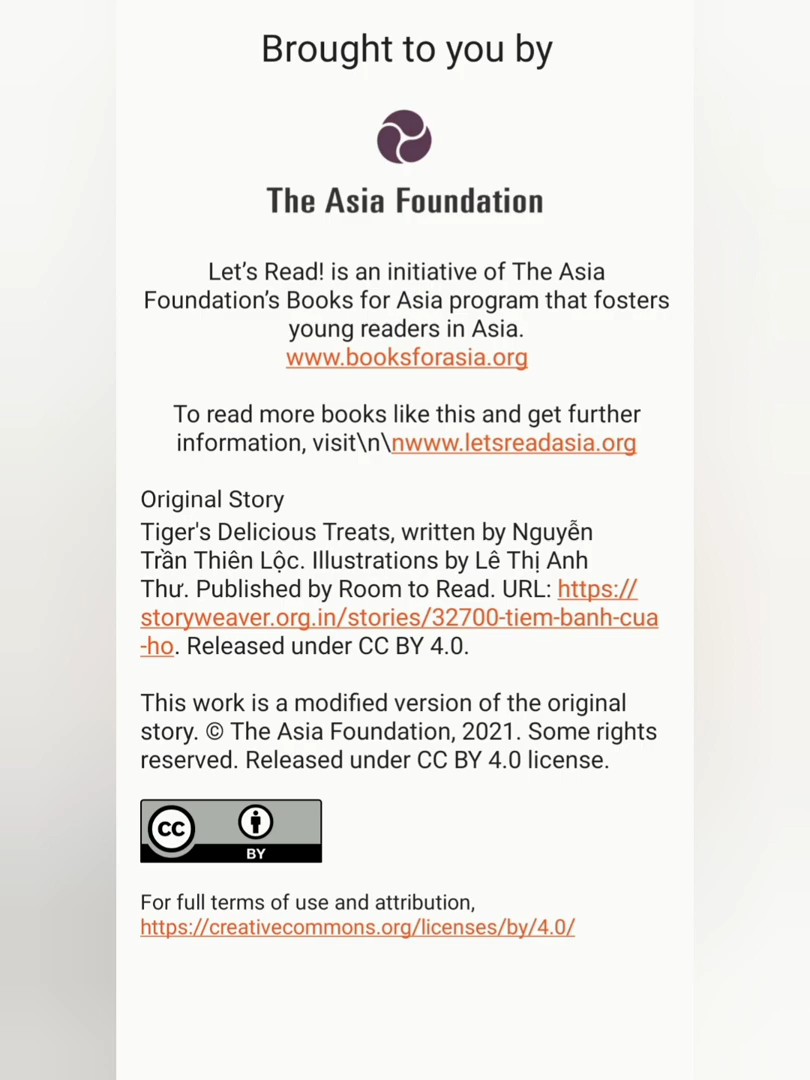 Brought to you by
The Asia Foundation
Let’s Read! is an initiative of The Asia
Foundation’s Books for Asia program that fosters
young readers in Asia.
www.booksforasia.org
To read more books like this and get further
information, visit\n\nwww.letsreadasia.org
Original Story
Tiger's Delicious Treats, written by Nguyễn
Trần Thiên Lộc. Illustrations by Lê Thị Anh
Thư. Published by Room to Read. URL: https://
storyweaver.org.in/stories/32700-tiem-banh-cua
-ho. Released under CC BY 4.0.
This work is a modified version of the original
story. © The Asia Foundation, 2021. Some rights
reserved. Released under CC BY 4.0 license.
CC
BY
For full terms of use and attribution,
https://creativecommons.org/licenses/by/4.0/